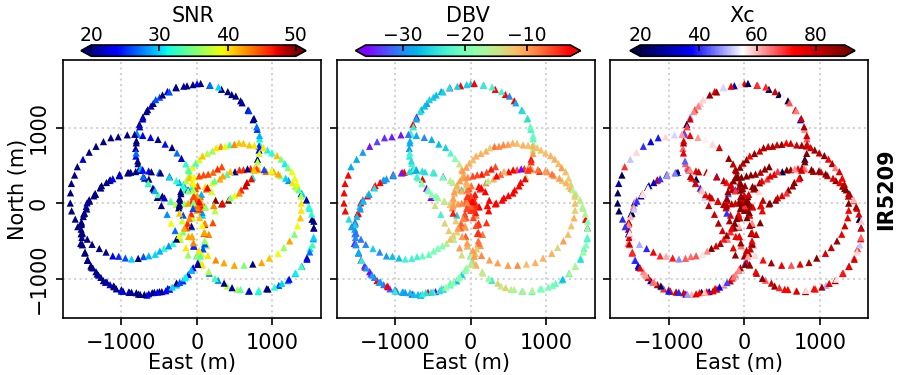 SNR DBV Xc
20 30 40 50 −30 −20 −10 20 40 60 80
North (m)
1000
0
−1000
−1000 0 1000 −1000 0 1000 −1000 0 1000
East (m) East (m) East (m)
IR5209